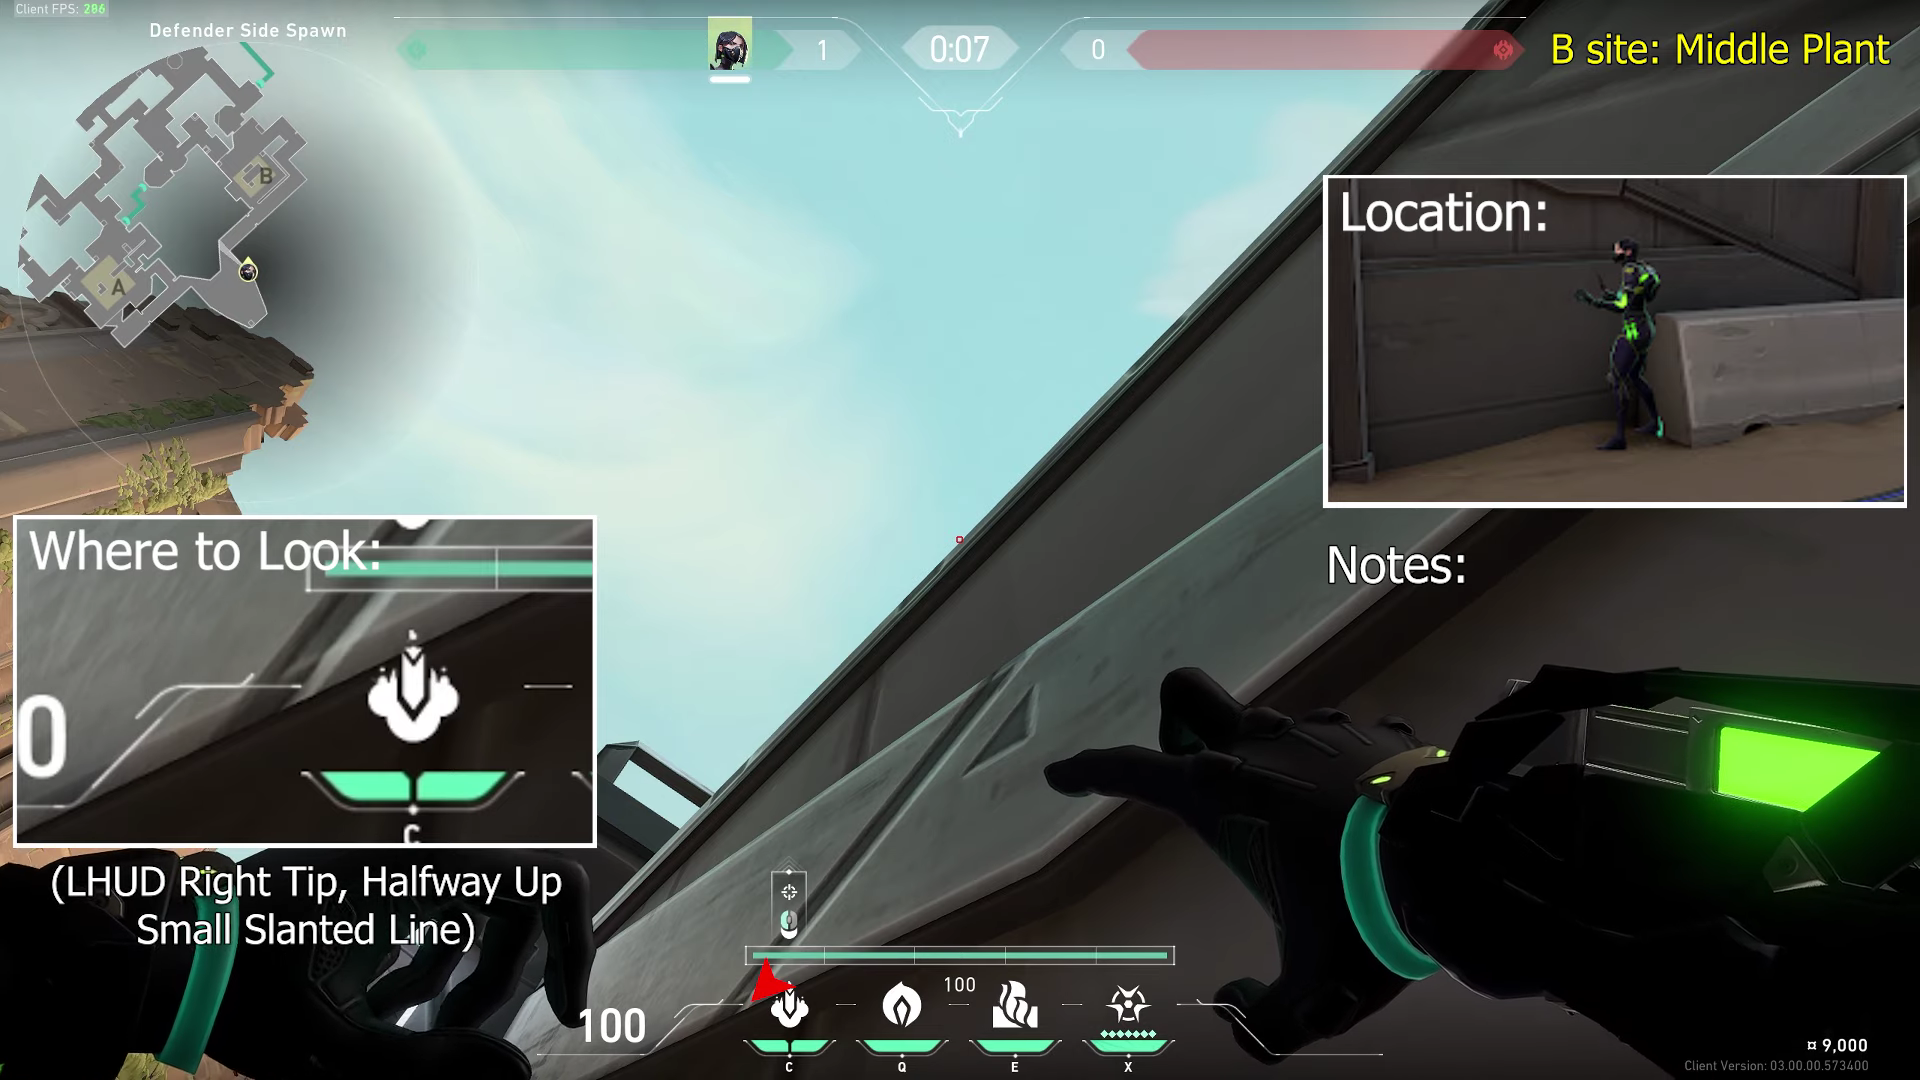 Client FPS: 286
Defender Side Spawn
1
0:07
0
B site: Middle Plant
B
A
Location:
Where to Look:
0
C
Notes:
(LHUD Right Tip, Halfway Up
Small Slanted Line)
100
100
C
Q
E
X
¤ 9,000
Client Version: 03.00.00.573400